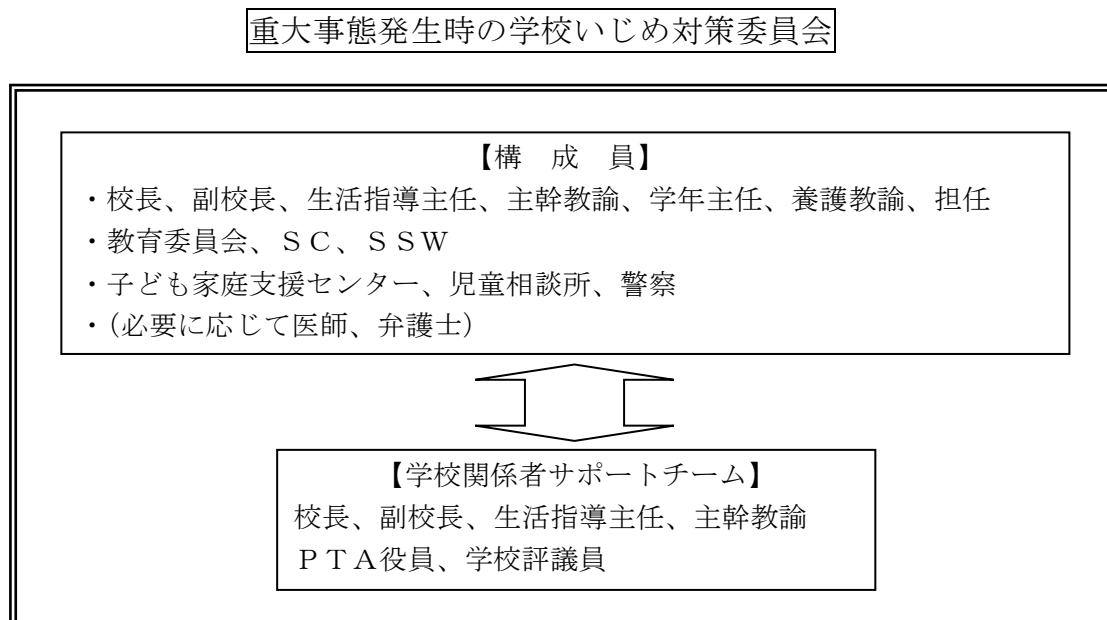 重大事態発生時の学校いじめ対策委員会
【構　成　員】
・校長、副校長、生活指導主任、主幹教諭、学年主任、養護教諭、担任
・教育委員会、ＳＣ、ＳＳＷ
・子ども家庭支援センター、児童相談所、警察
・(必要に応じて医師、弁護士)
【学校関係者サポートチーム】
校長、副校長、生活指導主任、主幹教諭
ＰＴＡ役員、学校評議員